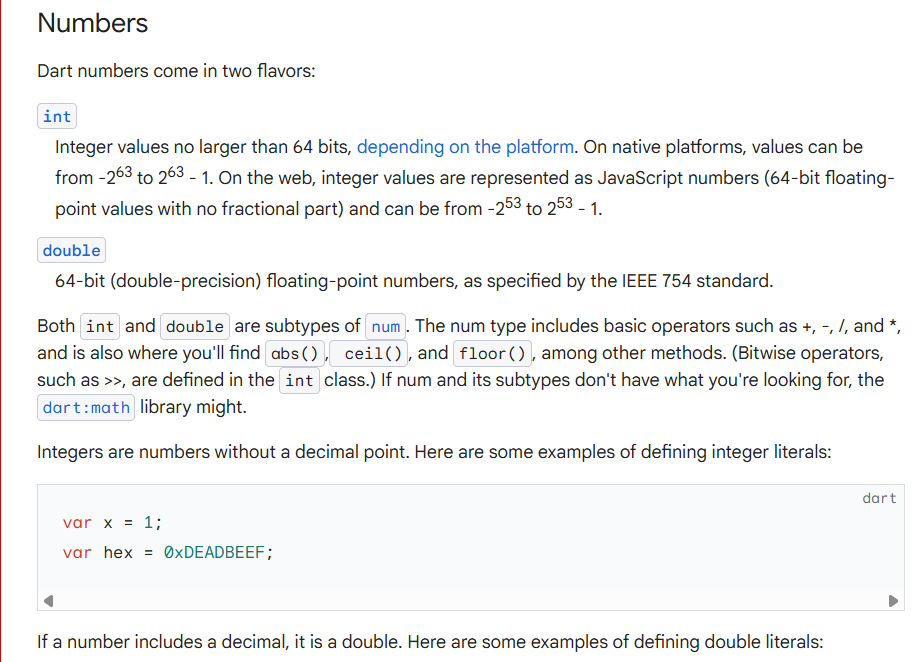 Numbers
Dart numbers come in two flavors:
int
Integer values no larger than 64 bits, depending on the platform. On native platforms, values can be
from -2⁶³ to 2⁶³ - 1. On the web, integer values are represented as JavaScript numbers (64-bit floating-
point values with no fractional part) and can be from -2⁵³ to 2⁵³ - 1.
double
64-bit (double-precision) floating-point numbers, as specified by the IEEE 754 standard.
Both int and double are subtypes of num. The num type includes basic operators such as +, -, /, and *,
and is also where you'll find abs(), ceil(), and floor(), among other methods. (Bitwise operators,
such as >>, are defined in the int class.) If num and its subtypes don't have what you're looking for, the
dart:math library might.
Integers are numbers without a decimal point. Here are some examples of defining integer literals:
dart
var x = 1;
var hex = 0xDEADBEEF;
If a number includes a decimal, it is a double. Here are some examples of defining double literals: